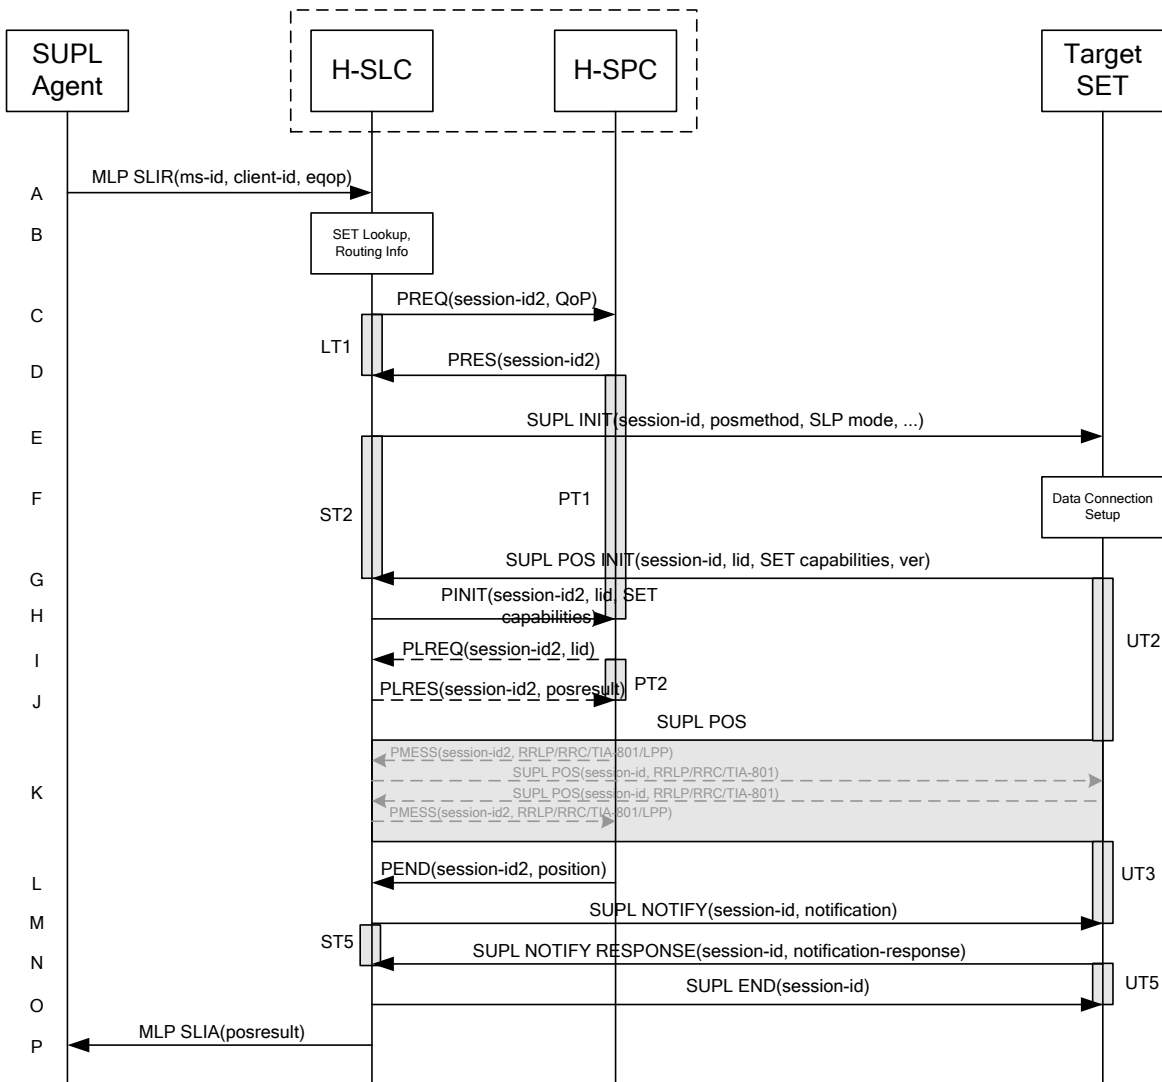 SUPL
Agent
H-SLC
H-SPC
Target
SET
A
MLP SLIR(ms-id, client-id, eqop)
B
SET Lookup,
Routing Info
C
PREQ(session-id2, QoP)
LT1
D
PRES(session-id2)
E
SUPL INIT(session-id, posmethod, SLP mode, ...)
F
ST2
PT1
Data Connection
Setup
G
SUPL POS INIT(session-id, lid, SET capabilities, ver)
H
PINIT(session-id2, lid, SET
capabilities)
I
PLREQ(session-id2, lid)
UT2
J
PLRES(session-id2, posresult)
PT2
SUPL POS
K
PMESS(session-id2, RRLP/RRC/TIA-801/LPP)
SUPL POS(session-id, RRLP/RRC/TIA-801)
SUPL POS(session-id, RRLP/RRC/TIA-801)
PMESS(session-id2, RRLP/RRC/TIA-801/LPP)
L
PEND(session-id2, position)
UT3
M
SUPL NOTIFY(session-id, notification)
ST5
N
SUPL NOTIFY RESPONSE(session-id, notification-response)
UT5
O
SUPL END(session-id)
P
MLP SLIA(posresult)